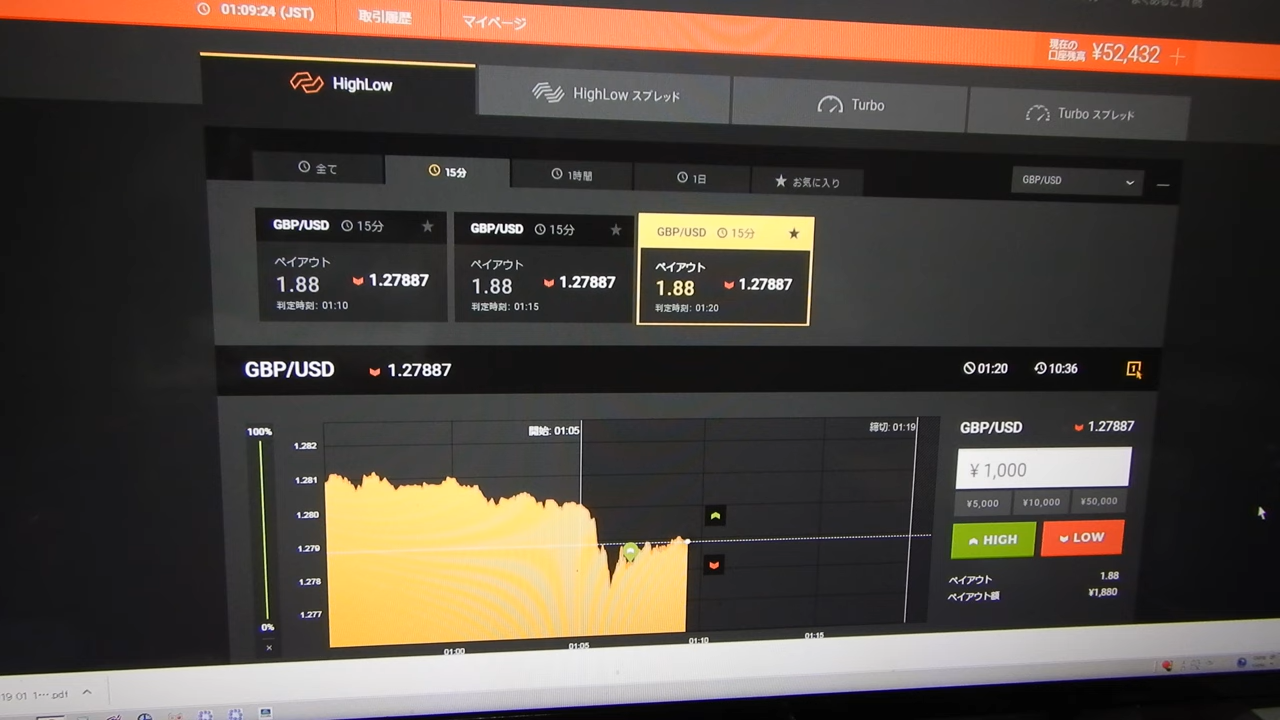 よくあるご質問
01:09:24 (JST) 取引履歴 マイページ
現在の口座残高 ¥52,432
HighLow HighLow スプレッド Turbo Turbo スプレッド
全て 15分 1時間 1日 お気に入り GBP/USD
GBP/USD 15分 GBP/USD 15分 GBP/USD 15分
ペイアウト ペイアウト ペイアウト
1.88 1.27887 1.88 1.27887 1.88 1.27887
判定時刻: 01:10 判定時刻: 01:15 判定時刻: 01:20
GBP/USD 1.27887 01:20 10:36 1
100% 開始: 01:05 締切: 01:19 GBP/USD 1.27887
1.282
1.281 ¥ 1,000
1.280 ¥5,000 ¥10,000 ¥50,000
1.279 HIGH LOW
1.278 ペイアウト 1.88
1.277 ペイアウト額 ¥1,880
0%
01:00 01:05 01:10 01:15